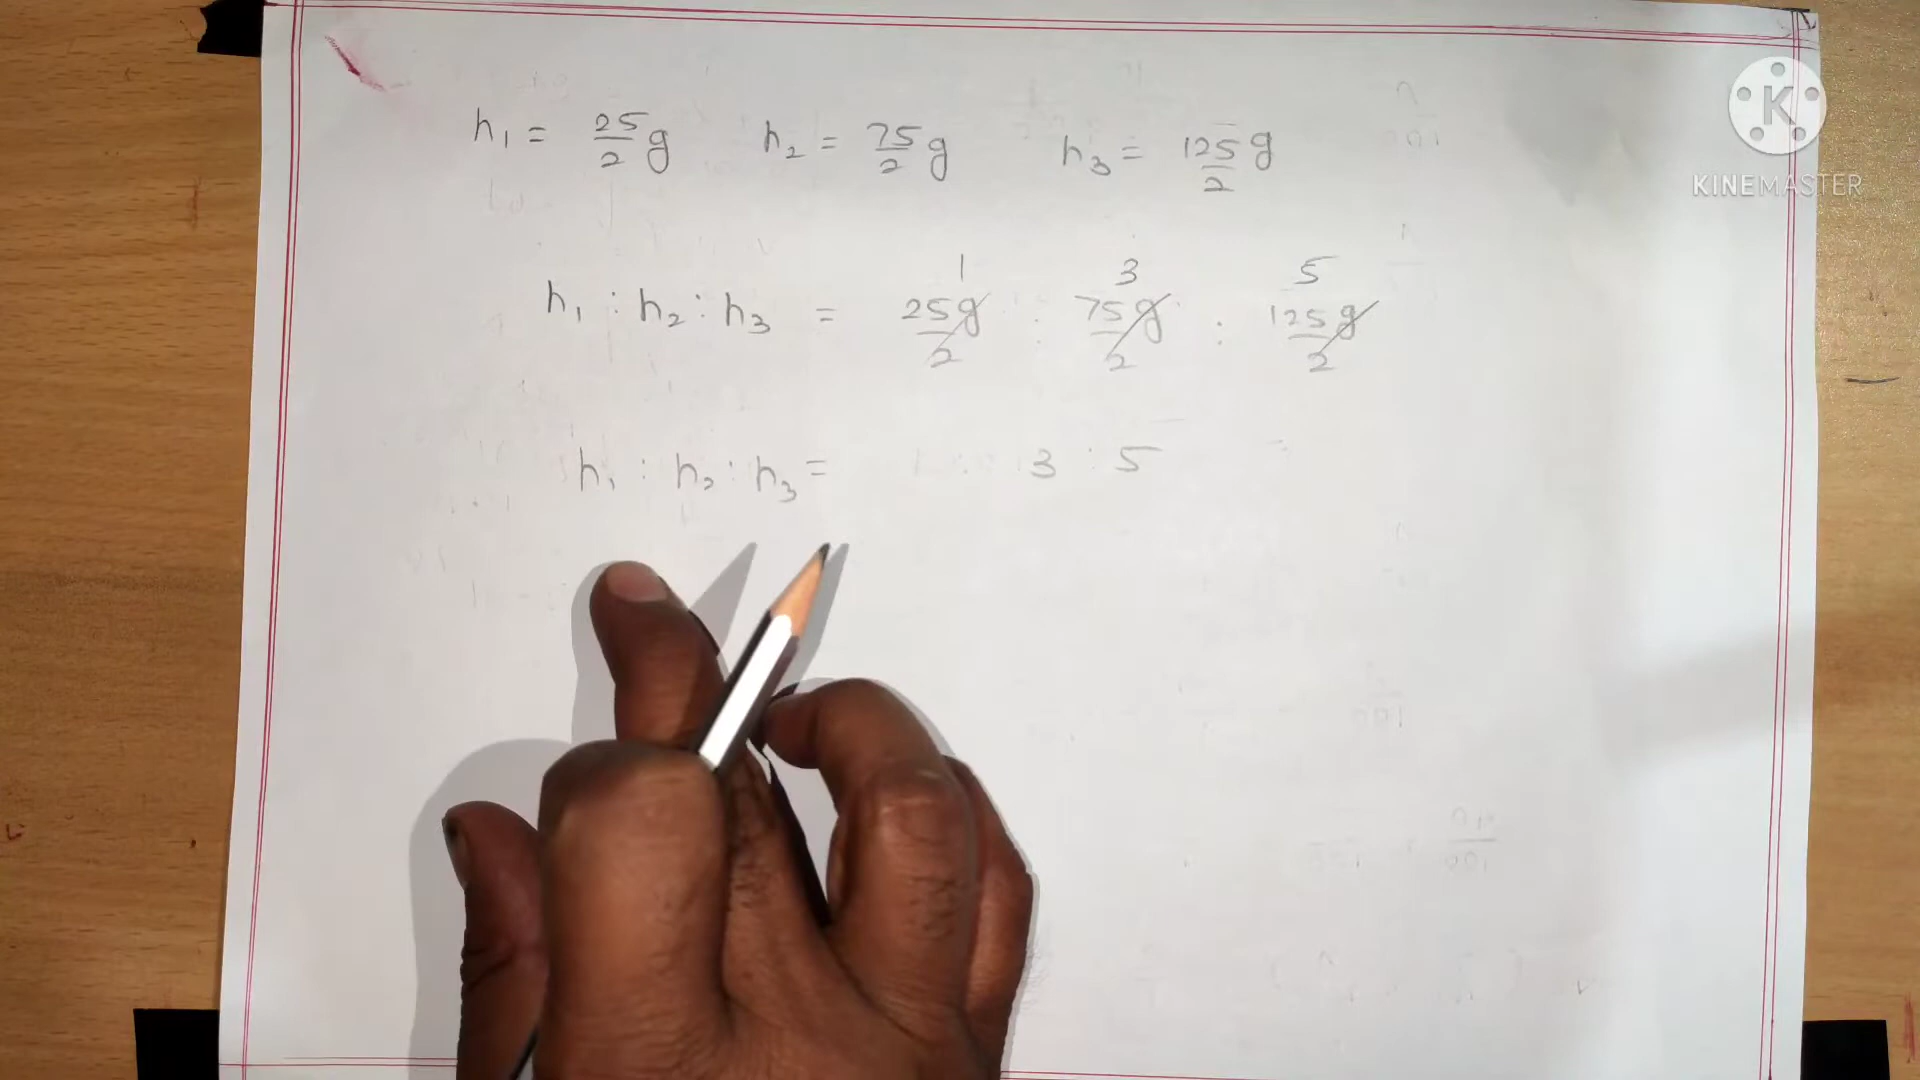 h₁ = 25/2 g h₂ = 75/2 g h₃ = 125/2 g
1 3 5
h₁ : h₂ : h₃ = 25g/2 : 75g/2 : 125g/2
h₁ : h₂ : h₃ = 1 : 3 : 5
KINEMASTER